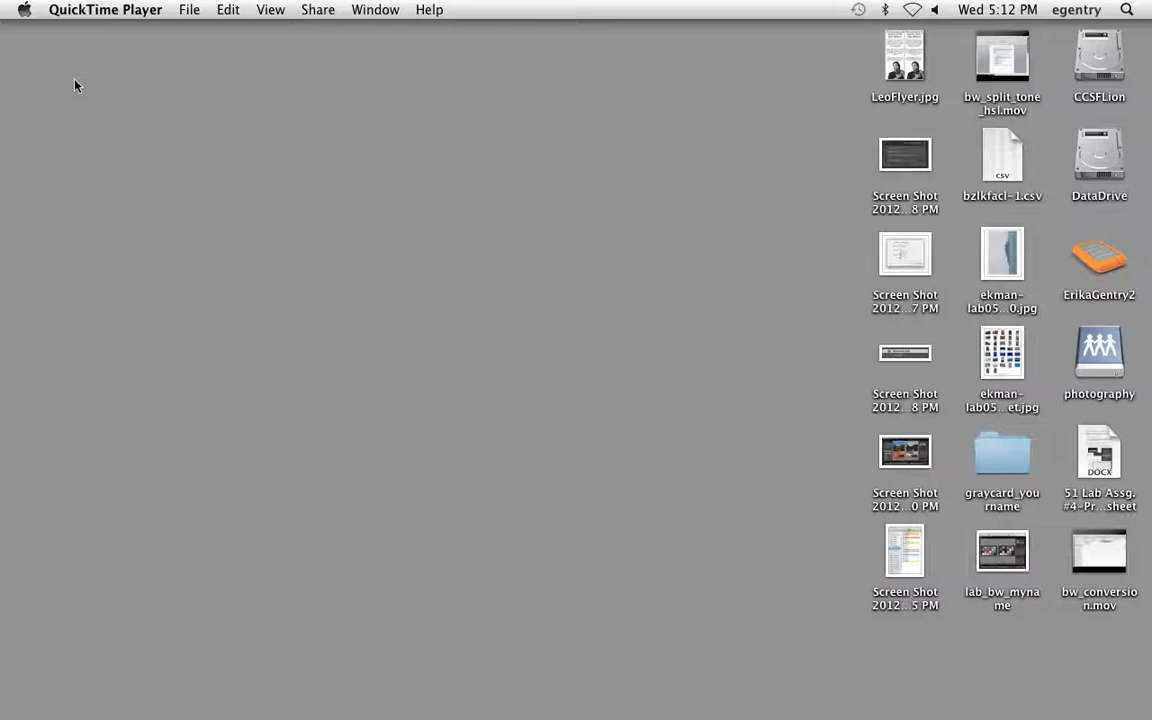 QuickTime Player File Edit View Share Window Help Wed 5:12 PM egentry
LeoFlyer.jpg
bw_split_tone
_hsl.mov
CCSFLion
Screen Shot
2012...8 PM
CSV
bzlkfacl-1.csv
DataDrive
Screen Shot
2012...7 PM
ekman-
lab05...0.jpg
ErikaGentry2
Screen Shot
2012...8 PM
ekman-
lab05...et.jpg
photography
Screen Shot
2012...0 PM
graycard_you
rname
DOCX
51 Lab Assg.
#4-Pr...sheet
Screen Shot
2012...5 PM
lab_bw_myna
me
bw_conversio
n.mov